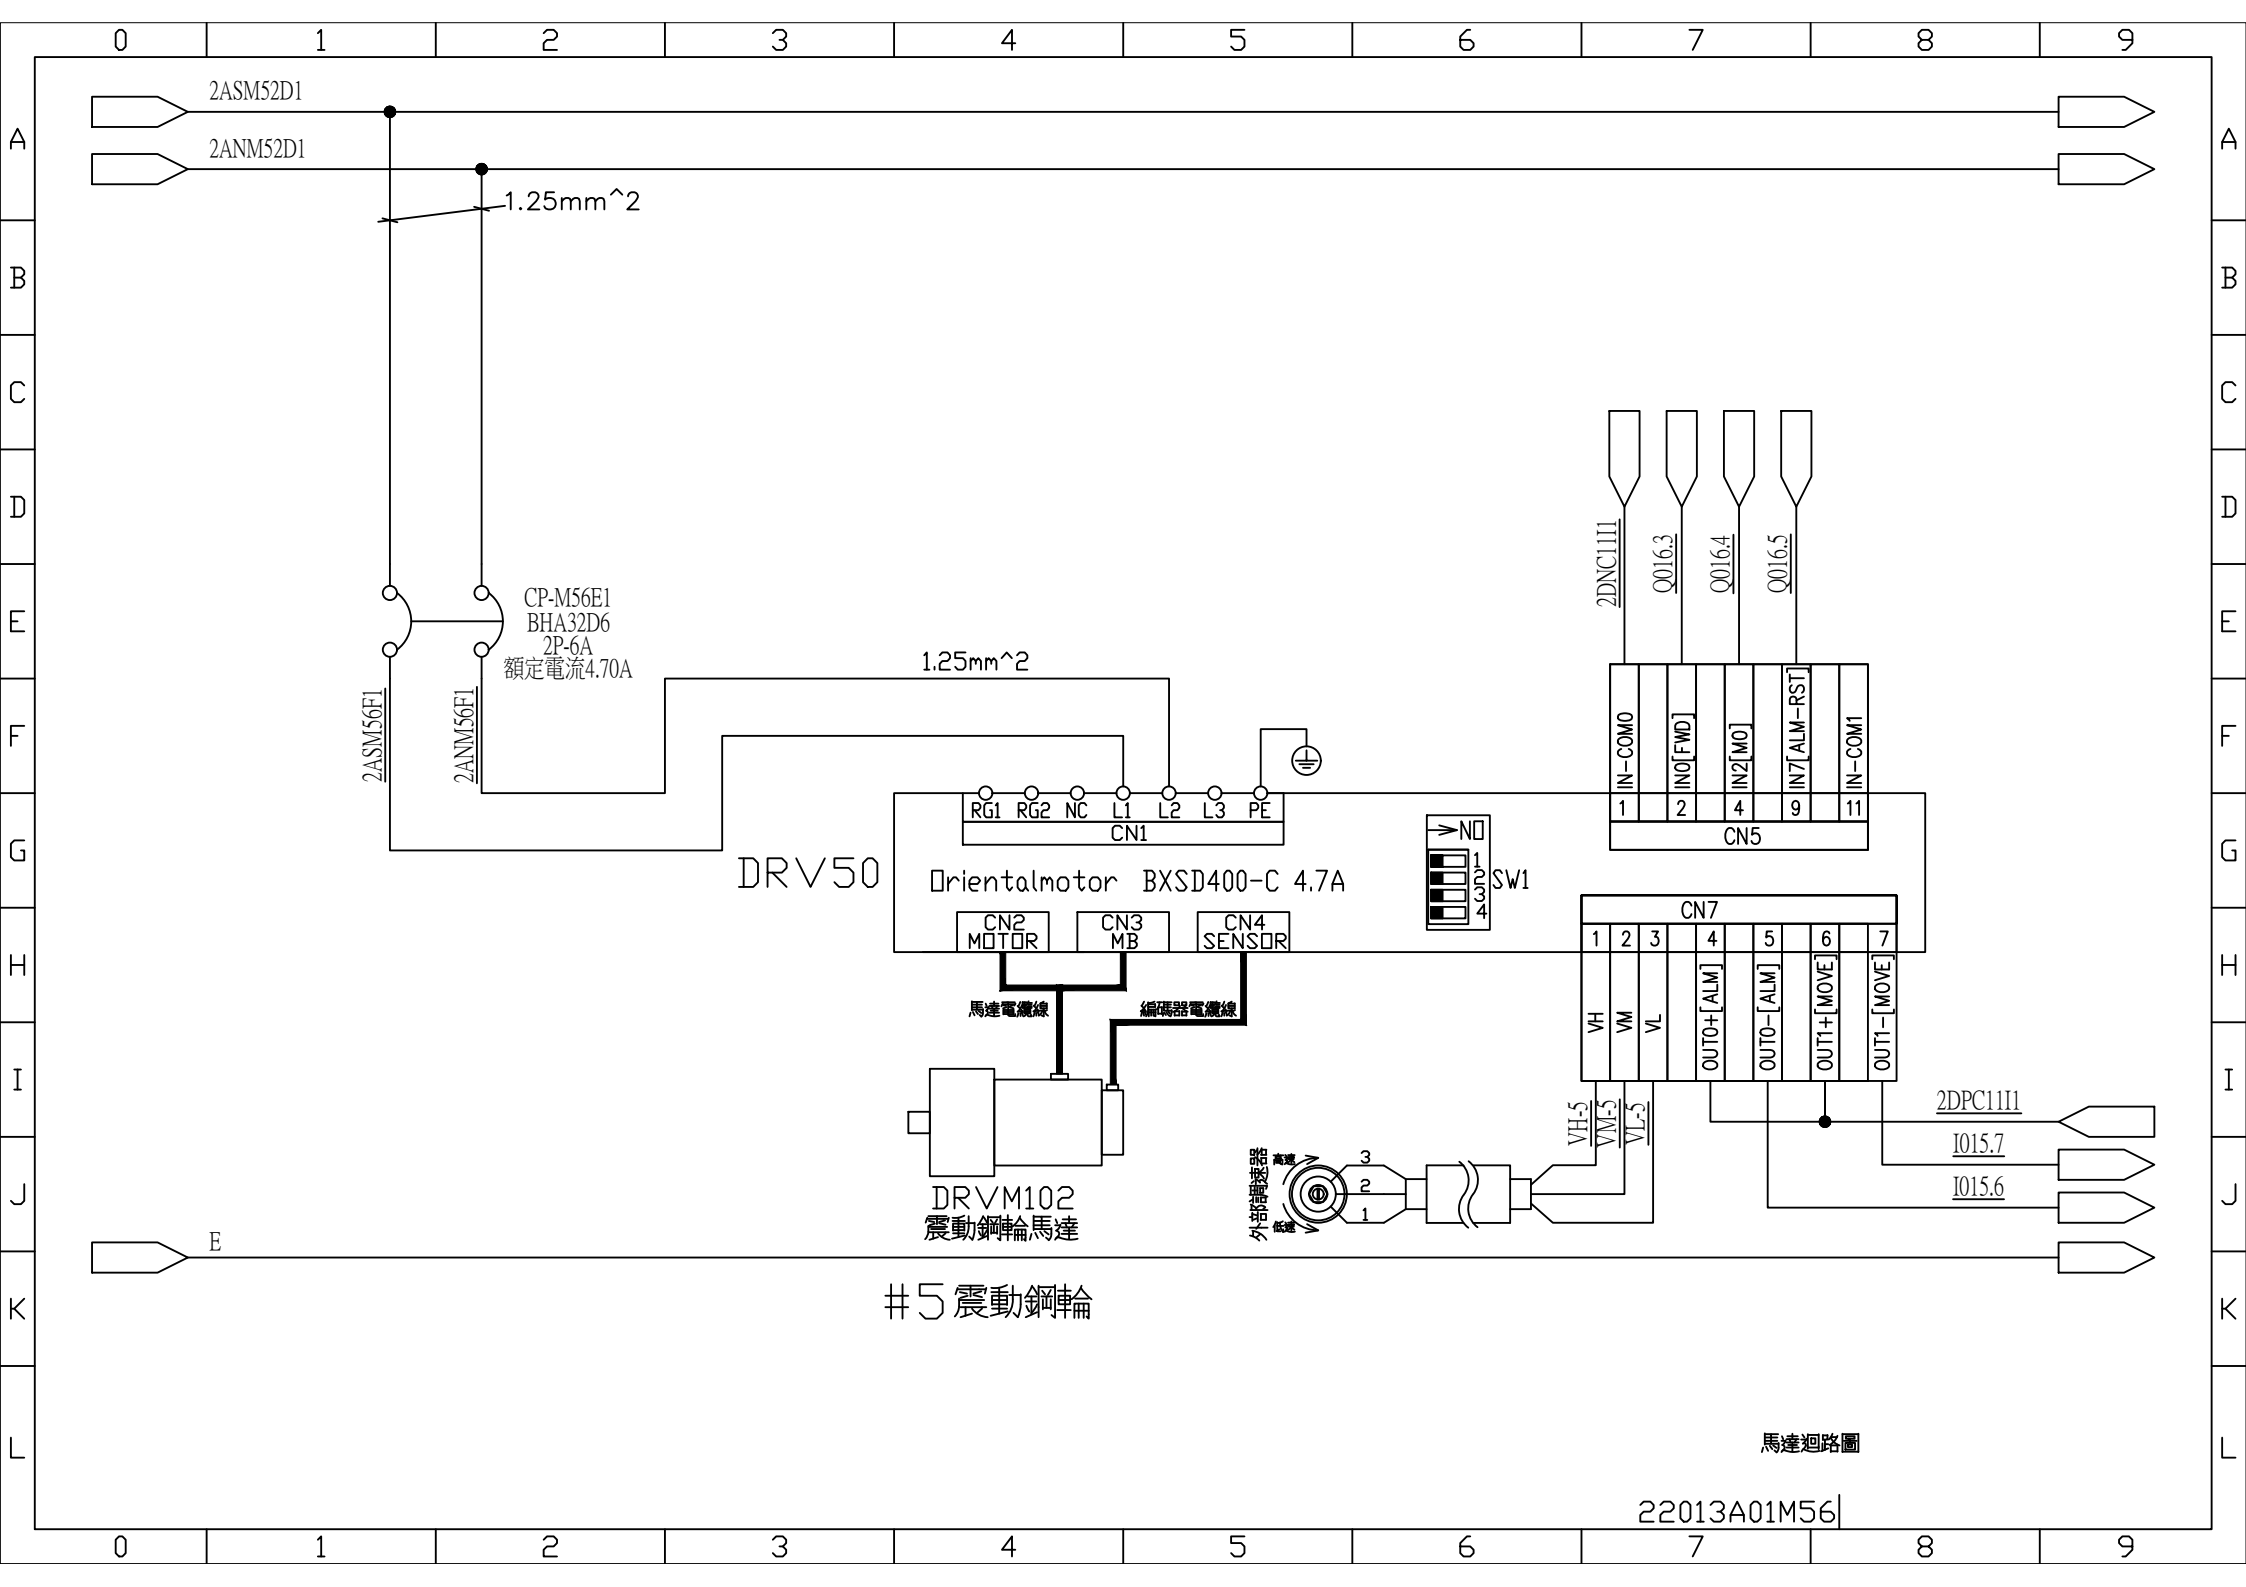 0 1 2 3 4 5 6 7 8 9
2ASM52D1
A A
2ANM52D1
1.25mm^2
B B
C C
D D
2DNC11I1 Q016.3 Q016.4 Q016.5
E E
CP-M56E1
BHA32D6
2P-6A
額定電流4.70A
1.25mm^2
2ASM56F1 2ANM56F1
F F
IN-COM0 IN0[FWD] IN2[M0] IN7[ALM-RST] IN-COM1
RG1 RG2 NC L1 L2 L3 PE
1 2 4 9 11
CN1
CN5
→NO
G G
1
2
3
4
SW1
DRV50
Orientalmotor BXSD400-C 4.7A
CN7
CN2
MOTOR
CN3
MB
CN4
SENSOR
1 2 3 4 5 6 7
H H
VH VM VL OUT0+[ALM] OUT0-[ALM] OUT1+[MOVE] OUT1-[MOVE]
馬達電纜線
編碼器電纜線
I I
2DPC11I1
VH-5 VM-5 VL-5
I015.7
I015.6
外部調速器
高速
低速
3
2
1
J J
DRVM102
震動鋼輪馬達
E
#5震動鋼輪
K K
馬達迴路圖
L L
22013A01M56
0 1 2 3 4 5 6 7 8 9